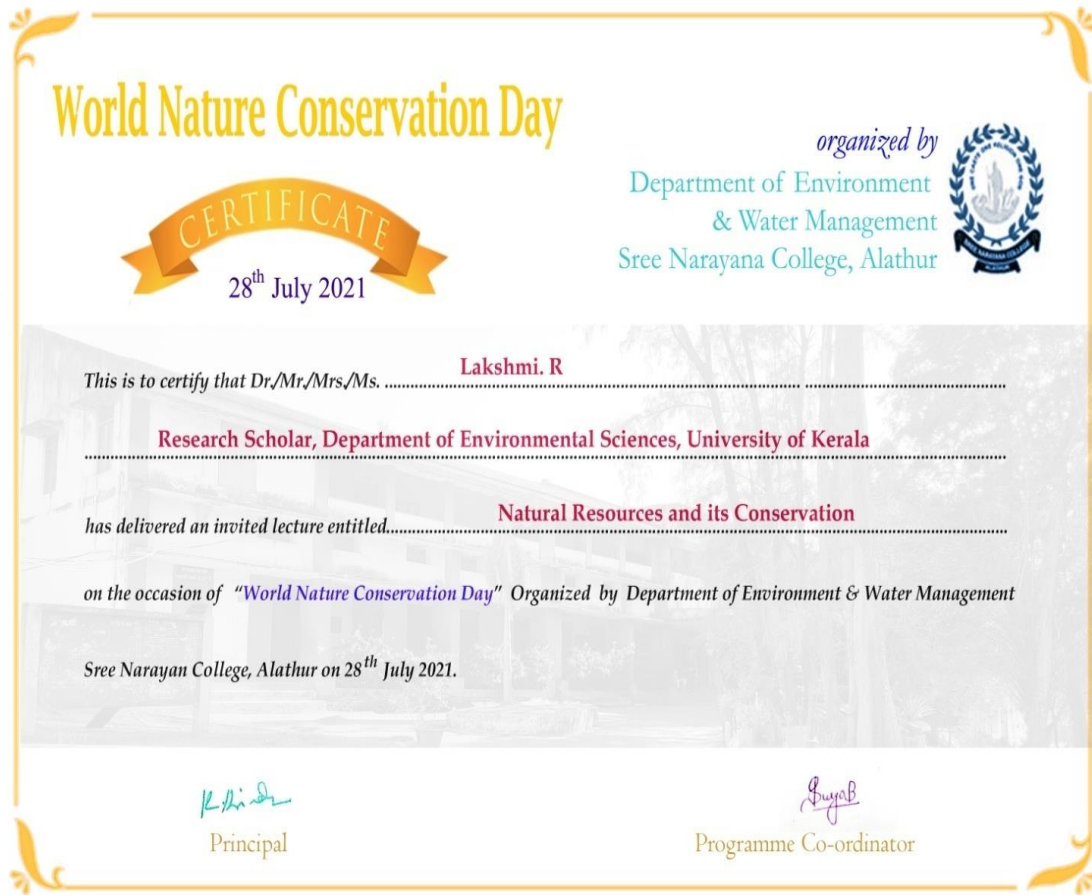 World Nature Conservation Day
CERTIFICATE
28th July 2021
organized by
Department of Environment
& Water Management
Sree Narayana College, Alathur
SREE NARAYANA COLLEGE
ALATHUR
This is to certify that Dr./Mr./Mrs./Ms. Lakshmi. R
Research Scholar, Department of Environmental Sciences, University of Kerala
has delivered an invited lecture entitled Natural Resources and its Conservation
on the occasion of "World Nature Conservation Day" Organized by Department of Environment & Water Management
Sree Narayan College, Alathur on 28th July 2021.
Principal
Programme Co-ordinator